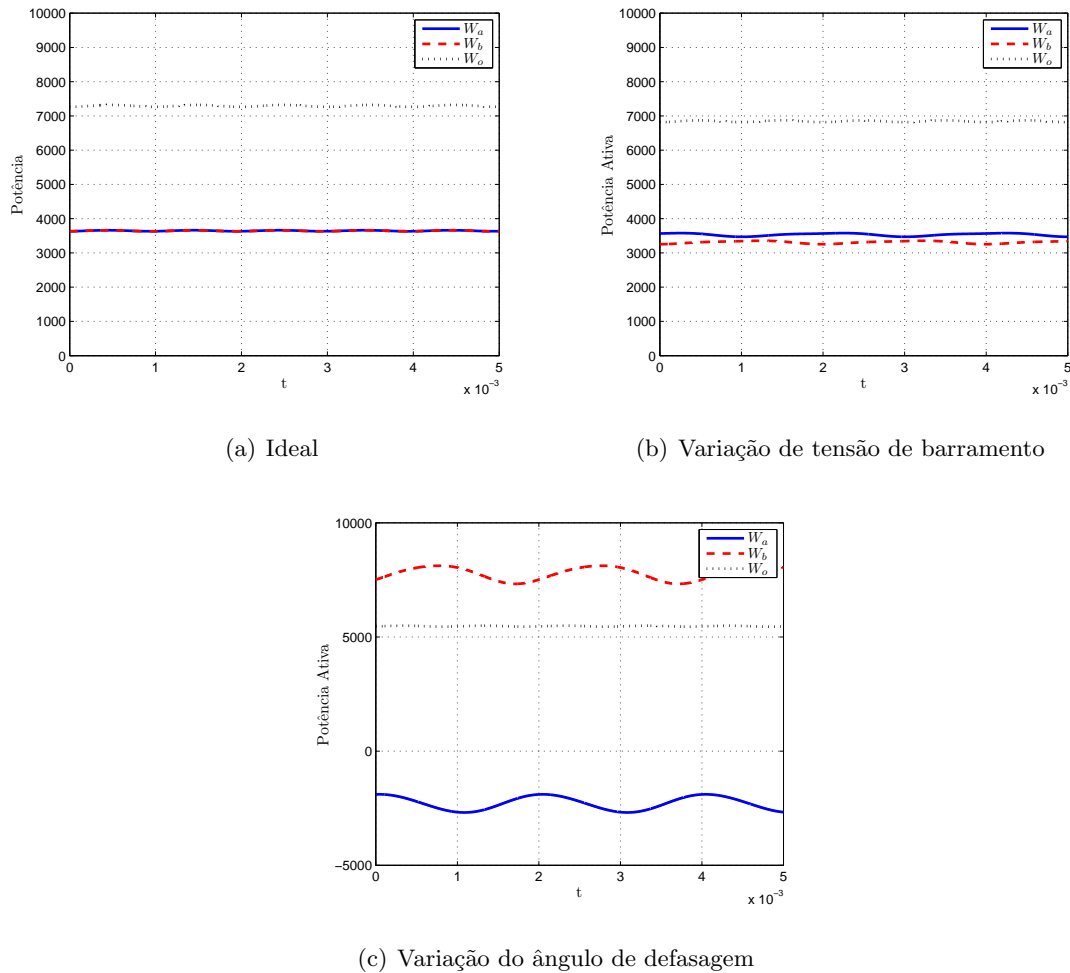 10000
9000
8000
7000
6000
5000
4000
3000
2000
1000
0
Potência
W_a
W_b
W_o
0 1 2 3 4 5
t
x 10^−3
(a) Ideal
10000
9000
8000
7000
6000
5000
4000
3000
2000
1000
0
Potência Ativa
W_a
W_b
W_o
0 1 2 3 4 5
t
x 10^−3
(b) Variação de tensão de barramento
10000
5000
0
−5000
Potência Ativa
W_a
W_b
W_o
0 1 2 3 4 5
t
x 10^−3
(c) Variação do ângulo de defasagem